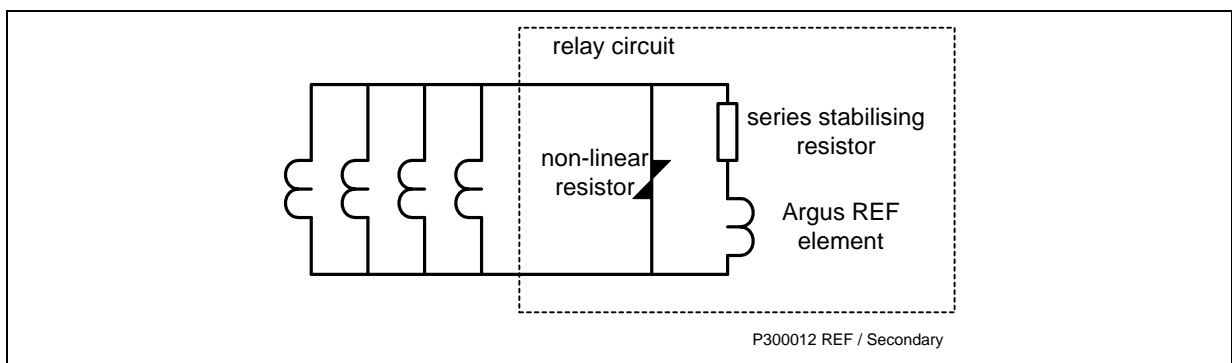 relay circuit
series stabilising
resistor
non-linear
resistor
Argus REF
element
P300012 REF / Secondary